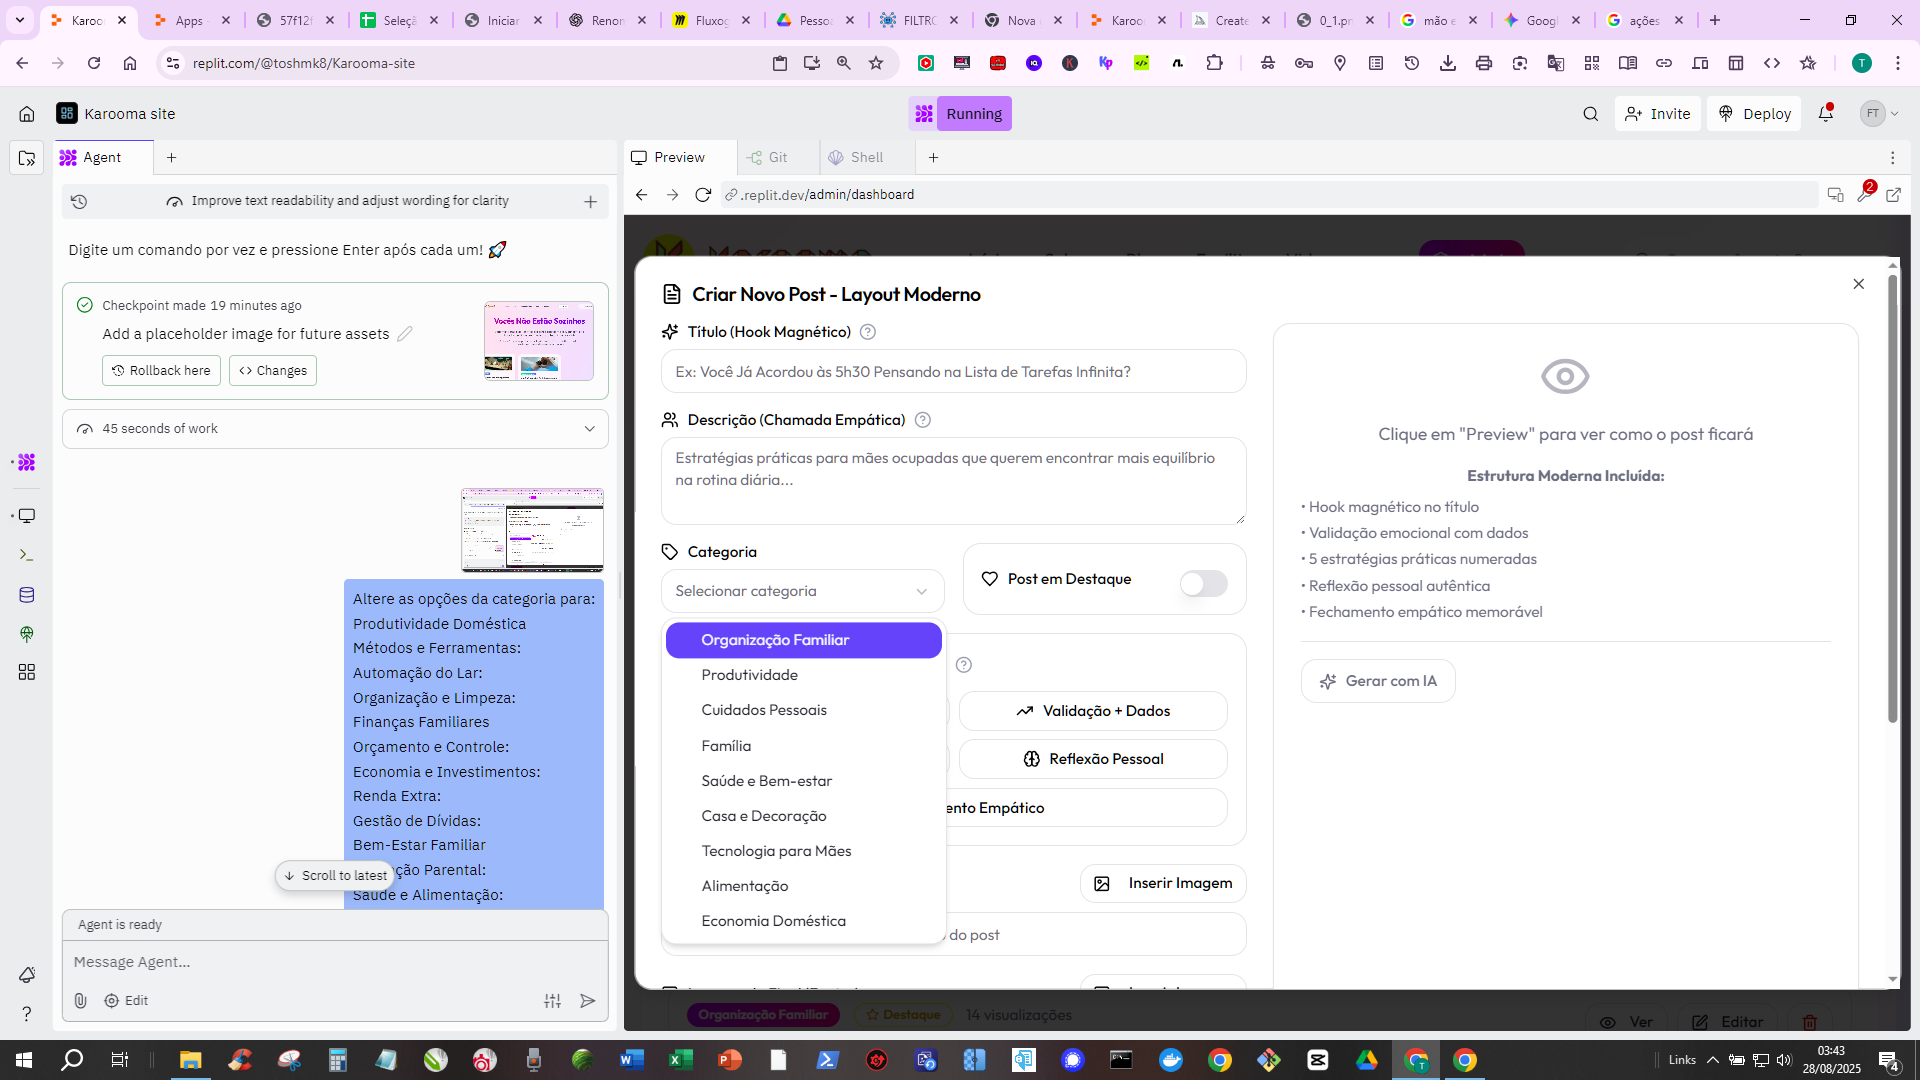 Karoo
Apps
57f12f
Seleçã
Iniciar
Renon
Fluxog
Pesso
FILTRO
Nova
Karoo
Create
0_1.pr
mão e
Googl
ações
replit.com/@toshmk8/Karooma-site
T
Karooma site
Running
Invite
Deploy
FT
Agent
Preview
Git
Shell
Improve text readability and adjust wording for clarity
.replit.dev/admin/dashboard
2
Digite um comando por vez e pressione Enter após cada um! 🚀
Checkpoint made 19 minutes ago
Add a placeholder image for future assets
Rollback here
Changes
Vocês Não Estão Sozinhos
45 seconds of work
Altere as opções da categoria para:
Produtividade Doméstica
Métodos e Ferramentas:
Automação do Lar:
Organização e Limpeza:
Finanças Familiares
Orçamento e Controle:
Economia e Investimentos:
Renda Extra:
Gestão de Dívidas:
Bem-Estar Familiar
ção Parental:
Saúde e Alimentação:
Scroll to latest
Agent is ready
Message Agent...
Edit
Criar Novo Post - Layout Moderno
Título (Hook Magnético)
Ex: Você Já Acordou às 5h30 Pensando na Lista de Tarefas Infinita?
Descrição (Chamada Empática)
Estratégias práticas para mães ocupadas que querem encontrar mais equilíbrio
na rotina diária...
Categoria
Selecionar categoria
Post em Destaque
Organização Familiar
Produtividade
Cuidados Pessoais
Família
Saúde e Bem-estar
Casa e Decoração
Tecnologia para Mães
Alimentação
Economia Doméstica
Validação + Dados
Reflexão Pessoal
ento Empático
Inserir Imagem
do post
Clique em "Preview" para ver como o post ficará
Estrutura Moderna Incluída:
• Hook magnético no título
• Validação emocional com dados
• 5 estratégias práticas numeradas
• Reflexão pessoal autêntica
• Fechamento empático memorável
Gerar com IA
Organização Familiar
Destaque
14 visualizações
Ver
Editar
Links
03:43
28/08/2025
4